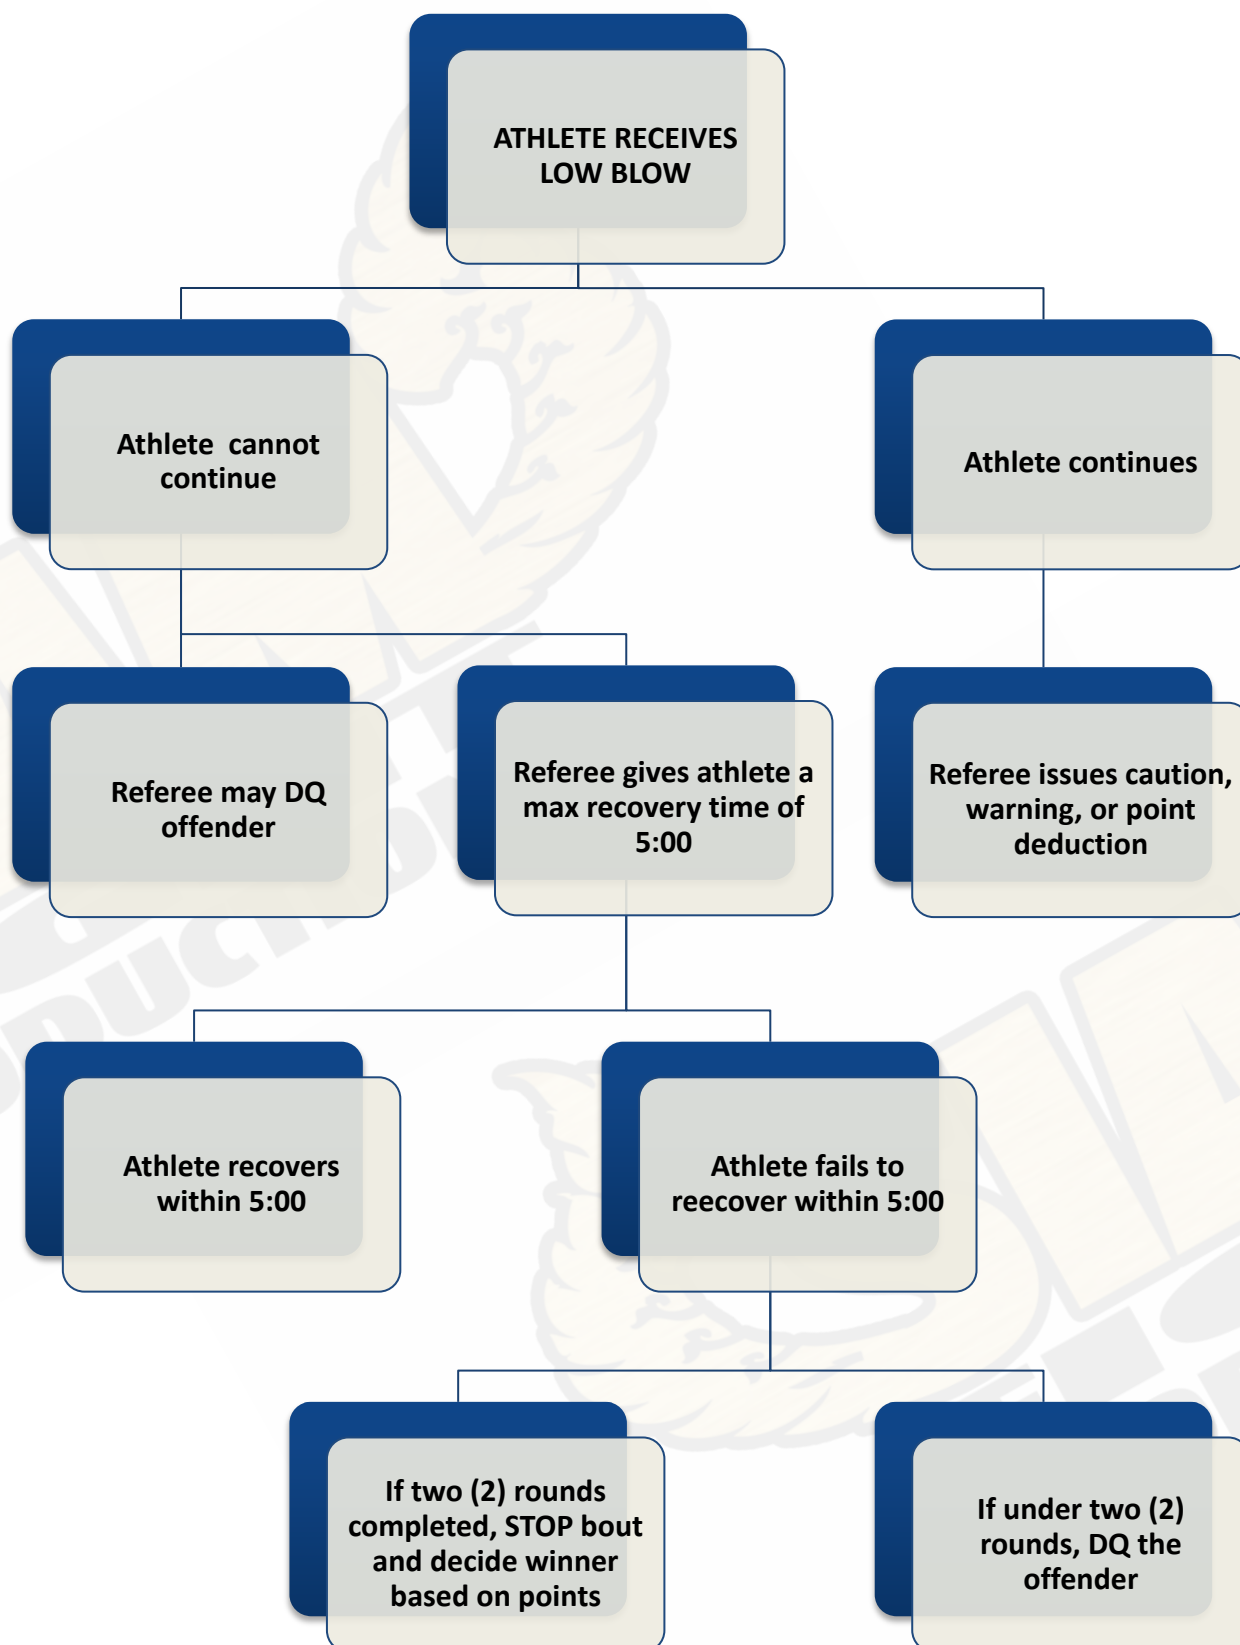 ATHLETE RECEIVES
LOW BLOW
Athlete cannot
continue
Athlete continues
Referee may DQ
offender
Referee gives athlete a
max recovery time of
5:00
Referee issues caution,
warning, or point
deduction
Athlete recovers
within 5:00
Athlete fails to
reecover within 5:00
If two (2) rounds
completed, STOP bout
and decide winner
based on points
If under two (2)
rounds, DQ the
offender